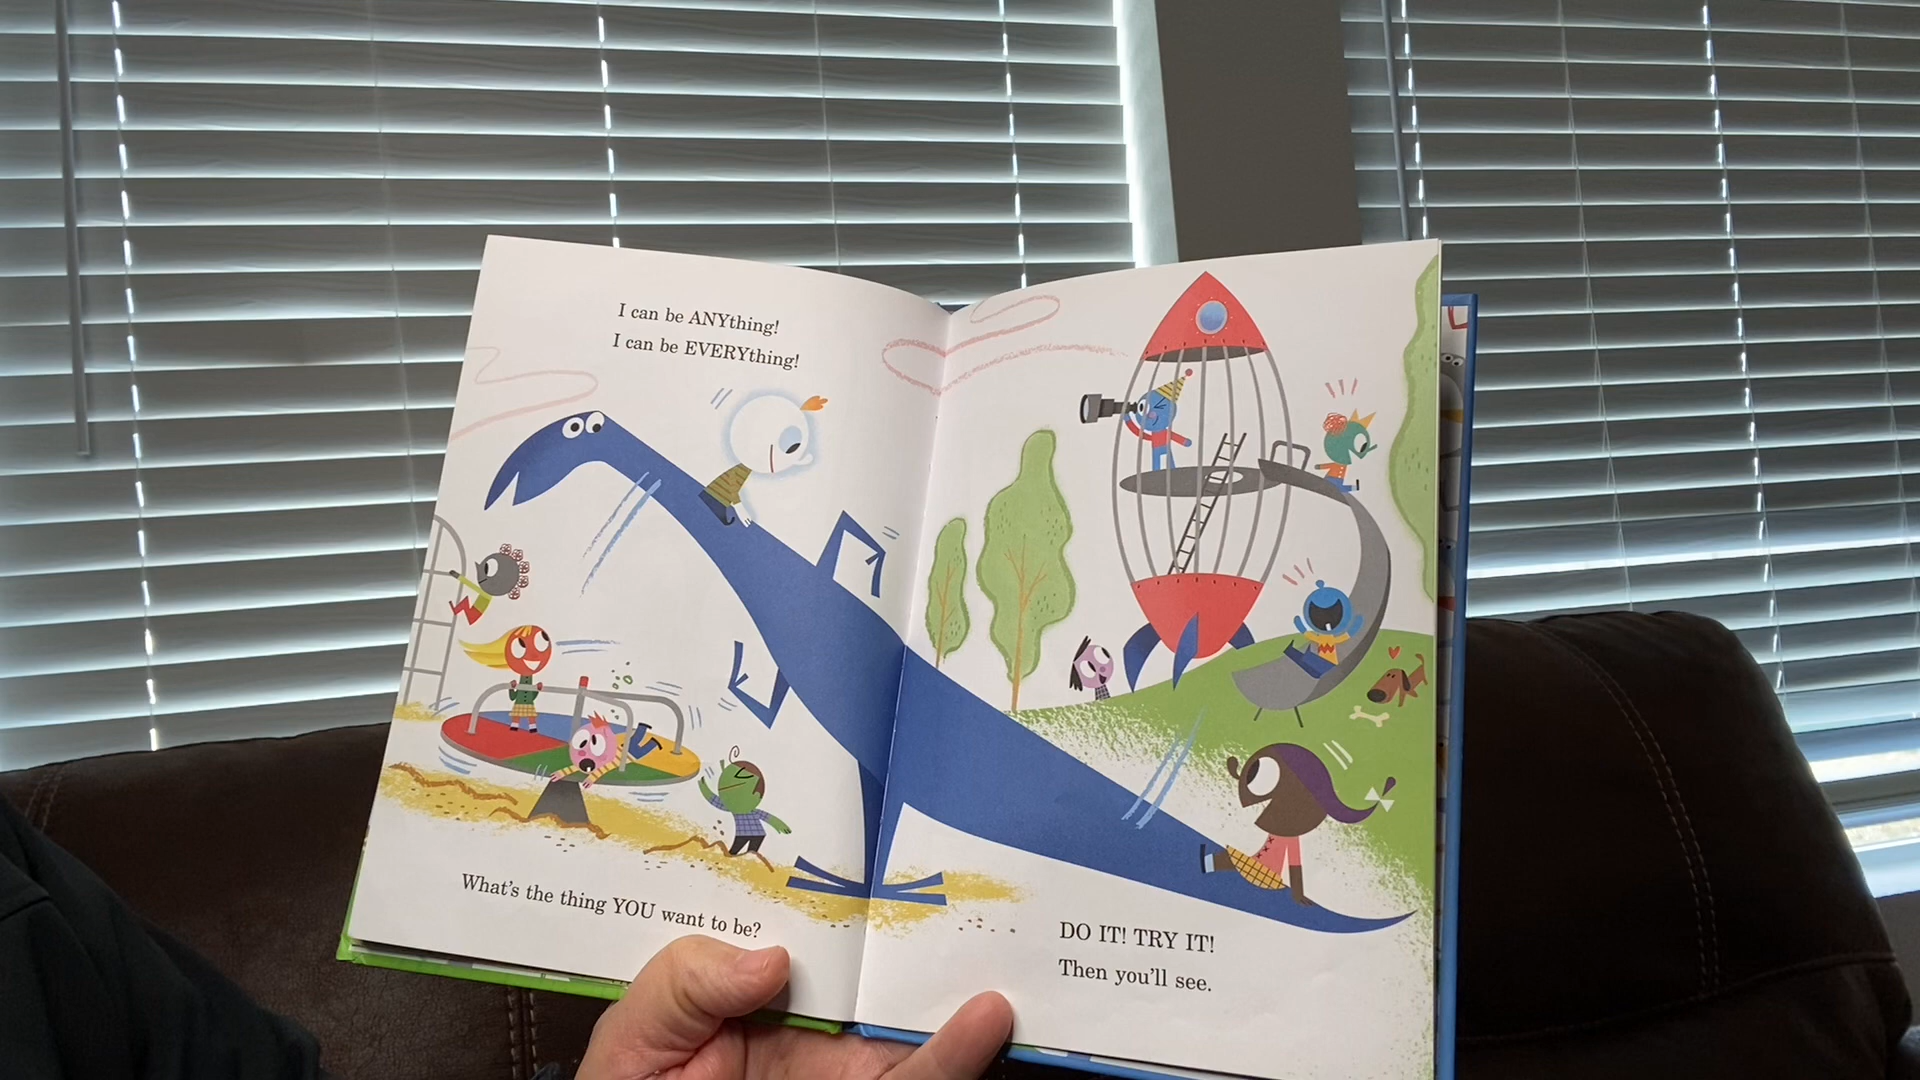 I can be ANYthing!
I can be EVERYthing!
What's the thing YOU want to be?
DO IT! TRY IT!
Then you'll see.